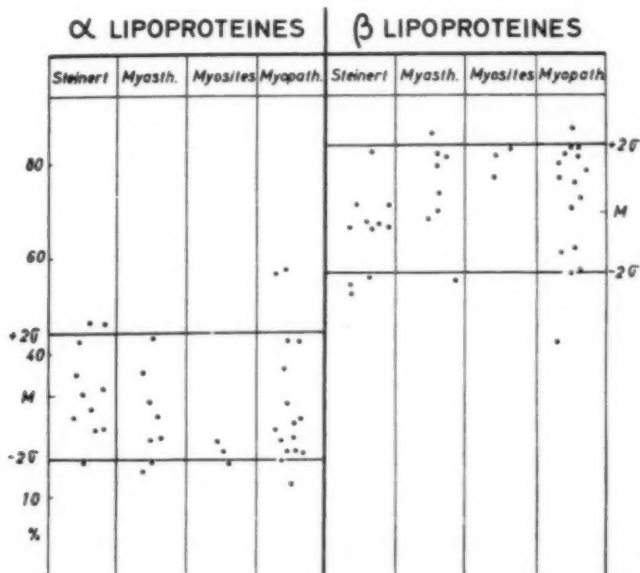 α LIPOPROTEINES β LIPOPROTEINES
Steinert Myasth. Myosites Myopath. Steinert Myasth. Myosites Myopath.
80
+2σ
M
60
-2σ
+2σ
40
M
-2σ
10
%